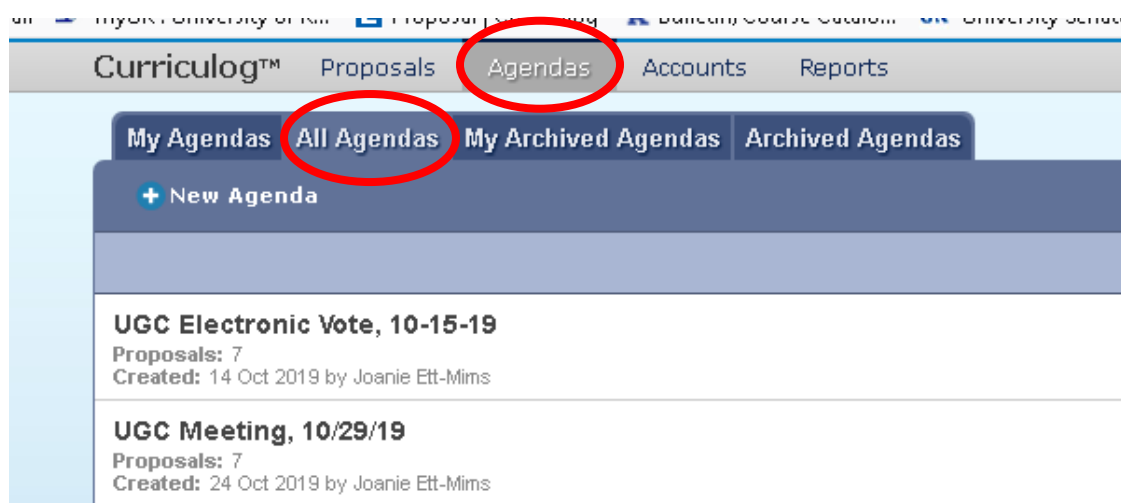 Curriculog™ Proposals Agendas Accounts Reports
My Agendas All Agendas My Archived Agendas Archived Agendas
New Agenda
UGC Electronic Vote, 10-15-19
Proposals: 7
Created: 14 Oct 2019 by Joanie Ett-Mims
UGC Meeting, 10/29/19
Proposals: 7
Created: 24 Oct 2019 by Joanie Ett-Mims